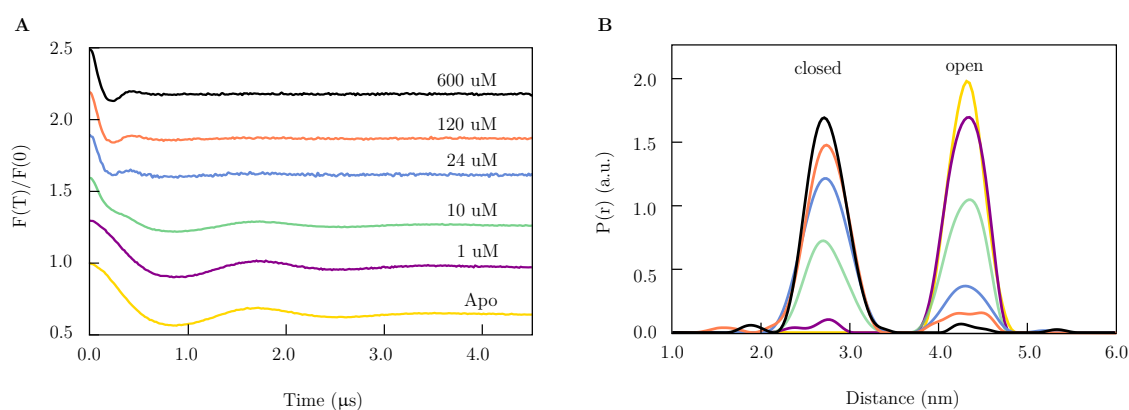 A
F(T)/F(0)
2.5
2.0
1.5
1.0
0.5
600 uM
120 uM
24 uM
10 uM
1 uM
Apo
0.0 1.0 2.0 3.0 4.0
Time (μs)
B
P(r) (a.u.)
2.0
1.5
1.0
0.5
0.0
closed open
1.0 2.0 3.0 4.0 5.0 6.0
Distance (nm)